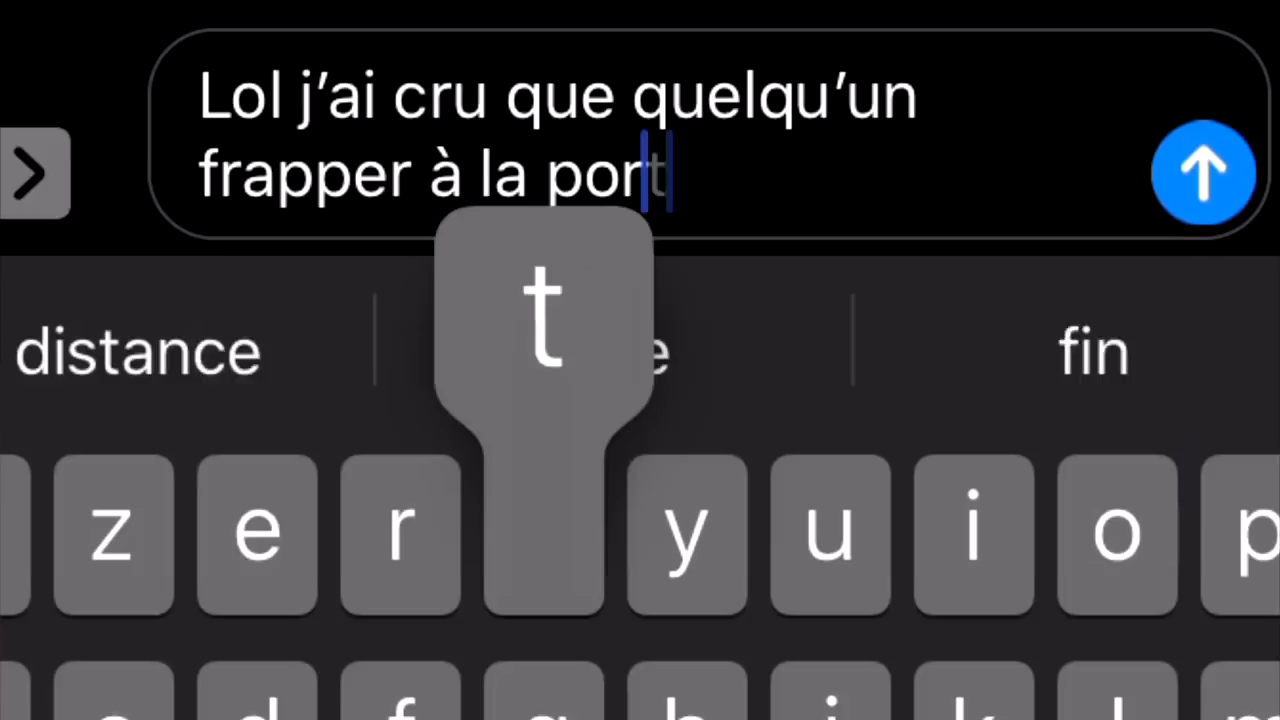 Lol j’ai cru que quelqu’un
frapper à la port
distance
fin
t
z e r y u i o p
d f g h j k l